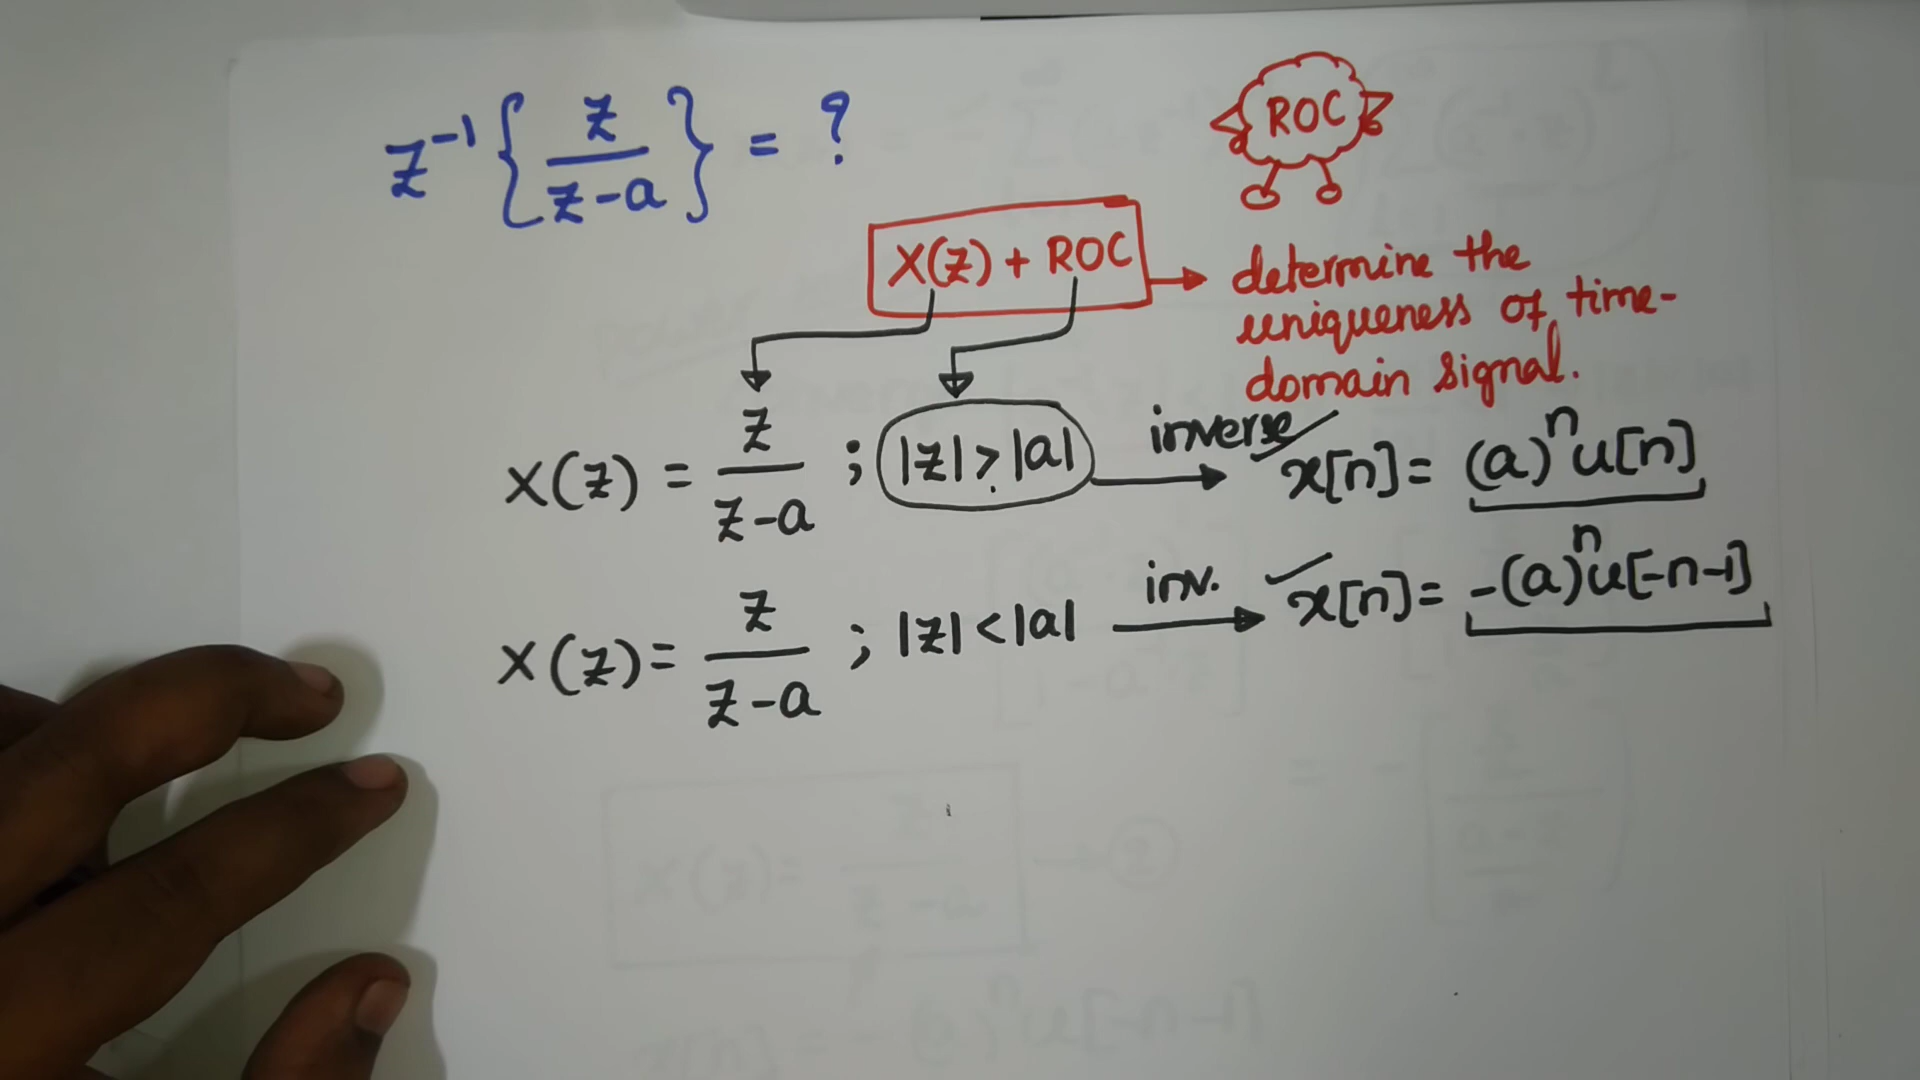 z⁻¹ { z / (z-a) } = ?
ROC
X(z) + ROC
determine the
uniqueness of time-
domain signal.
X(z) = z / (z-a) ; |z| > |a|
inverse
x[n] = (a)ⁿ u[n]
X(z) = z / (z-a) ; |z| < |a|
inv.
x[n] = -(a)ⁿ u[-n-1]